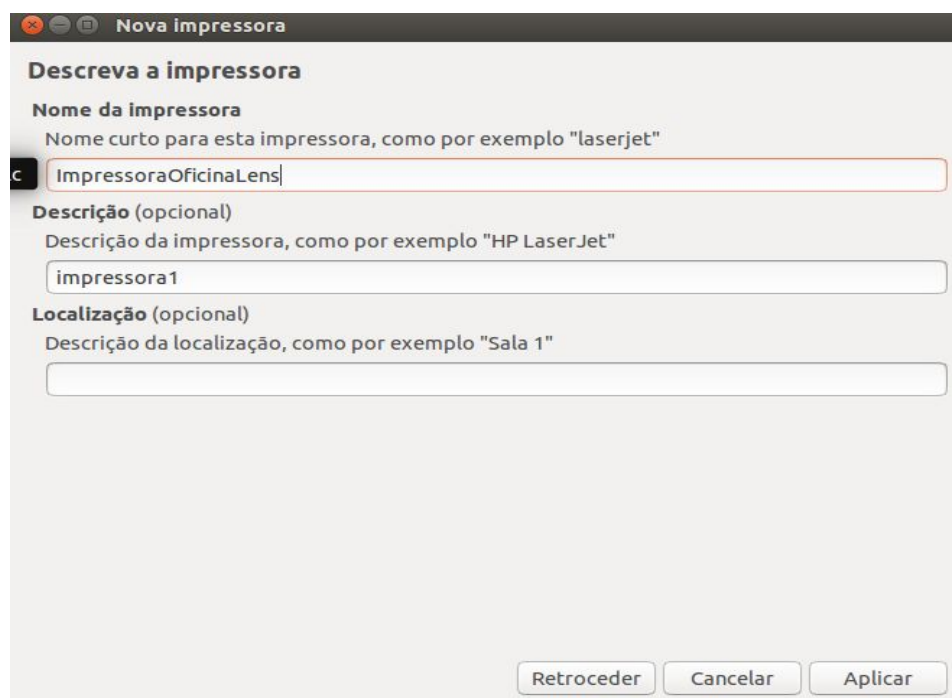 Nova impressora
Descreva a impressora
Nome da impressora
Nome curto para esta impressora, como por exemplo "laserjet"
ImpressoraOficinaLens
Descrição (opcional)
Descrição da impressora, como por exemplo "HP LaserJet"
impressora1
Localização (opcional)
Descrição da localização, como por exemplo "Sala 1"
Retroceder Cancelar Aplicar